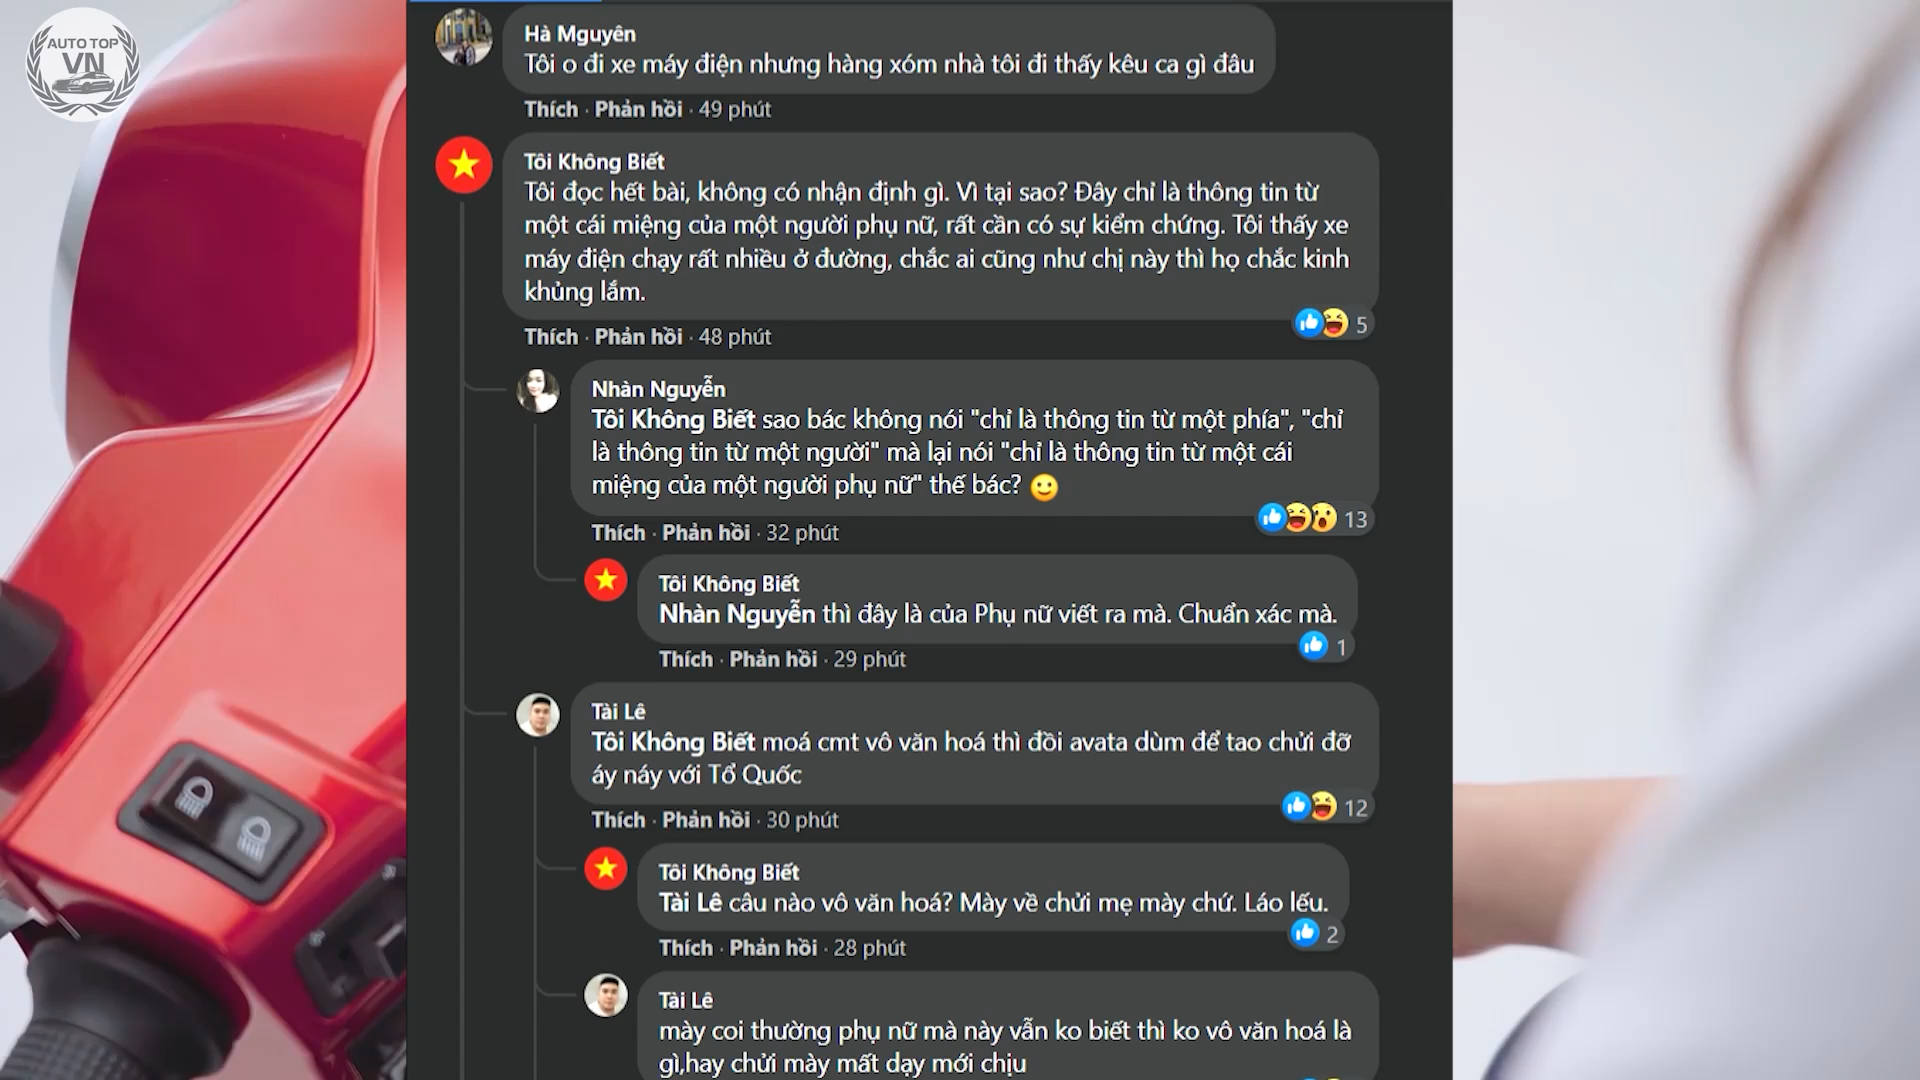 AUTO TOP
VN
Hà Mguyên
Tôi o đi xe máy điện nhưng hàng xóm nhà tôi đi thấy kêu ca gì đâu
Thích · Phản hồi · 49 phút
Tôi Không Biết
Tôi đọc hết bài, không có nhận định gì. Vì tại sao? Đây chỉ là thông tin từ
một cái miệng của một người phụ nữ, rất cần có sự kiểm chứng. Tôi thấy xe
máy điện chạy rất nhiều ở đường, chắc ai cũng như chị này thì họ chắc kinh
khủng lắm.
5
Thích · Phản hồi · 48 phút
Nhàn Nguyễn
Tôi Không Biết sao bác không nói "chỉ là thông tin từ một phía", "chỉ
là thông tin từ một người" mà lại nói "chỉ là thông tin từ một cái
miệng của một người phụ nữ" thế bác? 🙂
13
Thích · Phản hồi · 32 phút
Tôi Không Biết
Nhàn Nguyễn thì đây là của Phụ nữ viết ra mà. Chuẩn xác mà.
1
Thích · Phản hồi · 29 phút
Tài Lê
Tôi Không Biết moá cmt vô văn hoá thì đồi avata dùm để tao chửi đỡ
áy náy với Tổ Quốc
12
Thích · Phản hồi · 30 phút
Tôi Không Biết
Tài Lê câu nào vô văn hoá? Mày về chửi mẹ mày chứ. Láo lếu.
2
Thích · Phản hồi · 28 phút
Tài Lê
mày coi thường phụ nữ mà này vẫn ko biết thì ko vô văn hoá là
gì,hay chửi mày mất dạy mới chịu